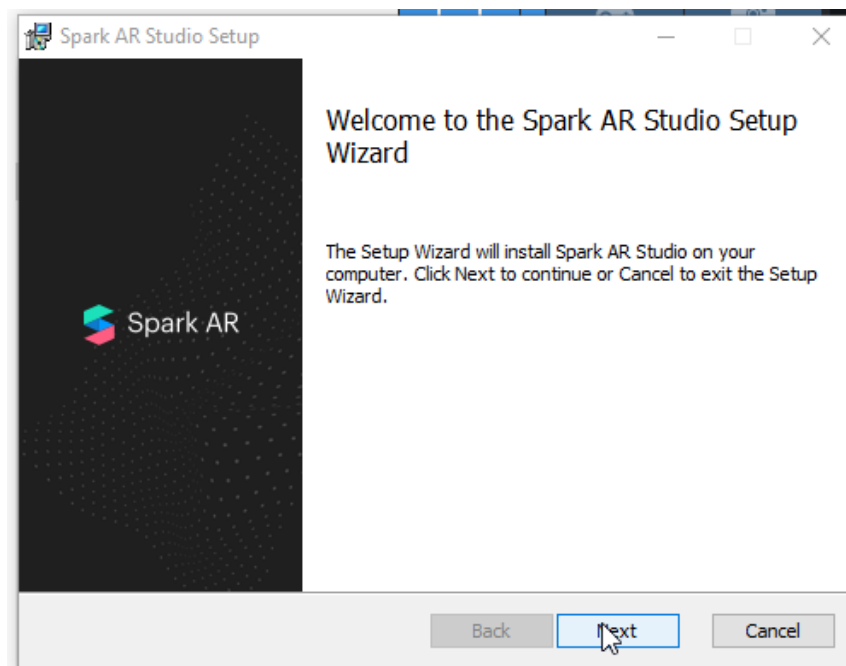 Spark AR Studio Setup
Welcome to the Spark AR Studio Setup
Wizard
The Setup Wizard will install Spark AR Studio on your
computer. Click Next to continue or Cancel to exit the Setup
Wizard.
Spark AR
Back Next Cancel